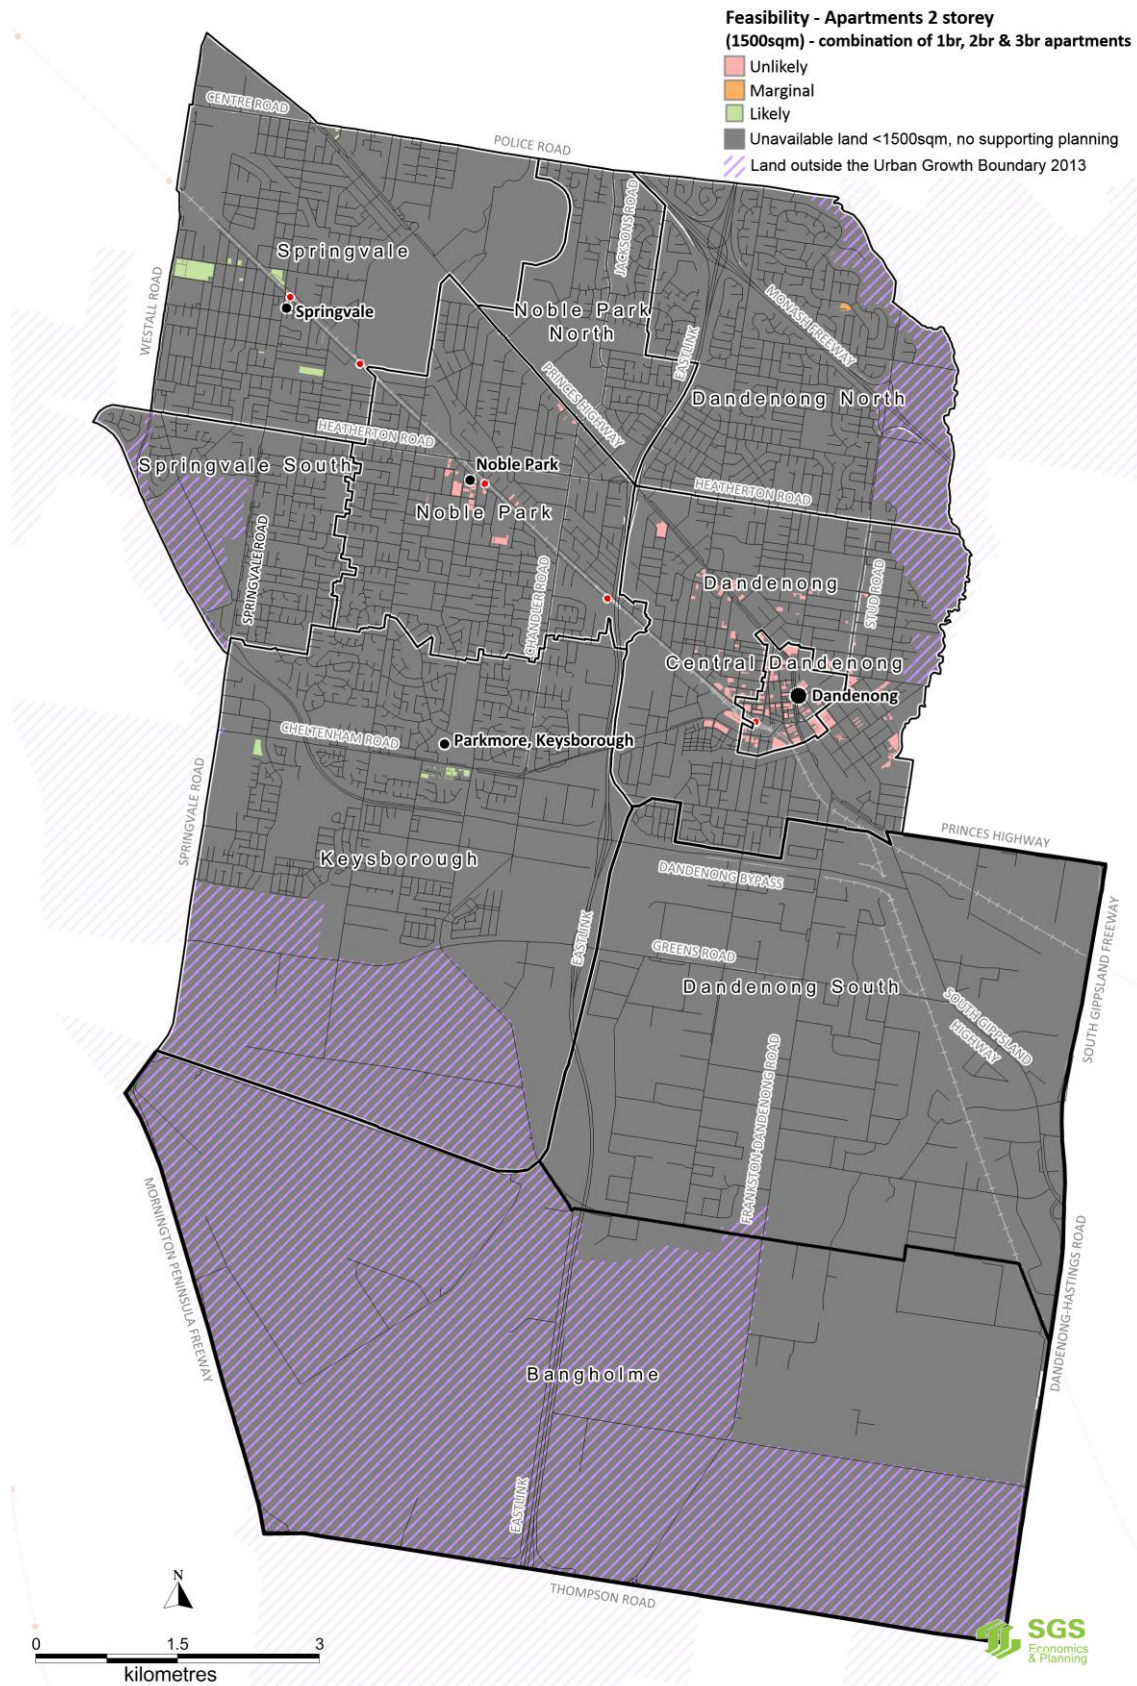 Feasibility - Apartments 2 storey
(1500sqm) - combination of 1br, 2br & 3br apartments
Unlikely
Marginal
Likely
Unavailable land <1500sqm, no supporting planning
Land outside the Urban Growth Boundary 2013
CENTRE ROAD
POLICE ROAD
JACKSONS ROAD
Springvale
WESTALL ROAD
Springvale
Noble Park
North
MONASH FREEWAY
EASTLINK
PRINCES HIGHWAY
Dandenong North
HEATHERTON ROAD
Springvale South
Noble Park
HEATHERTON ROAD
Noble Park
SPRINGVALE ROAD
CHANDLER ROAD
Dandenong
STUD ROAD
Central Dandenong
Dandenong
CHELTENHAM ROAD
Parkmore, Keysborough
SPRINGVALE ROAD
Keysborough
PRINCES HIGHWAY
DANDENONG BYPASS
EASTLINK
GREENS ROAD
Dandenong South
SOUTH GIPPSLAND
HIGHWAY
SOUTH GIPPSLAND FREEWAY
FRANKSTON-DANDENONG ROAD
MORNINGTON PENINSULA FREEWAY
DANDENONG-HASTINGS ROAD
Bangholme
EASTLINK
THOMPSON ROAD
N
0 1.5 3
kilometres
SGS
Economics
& Planning